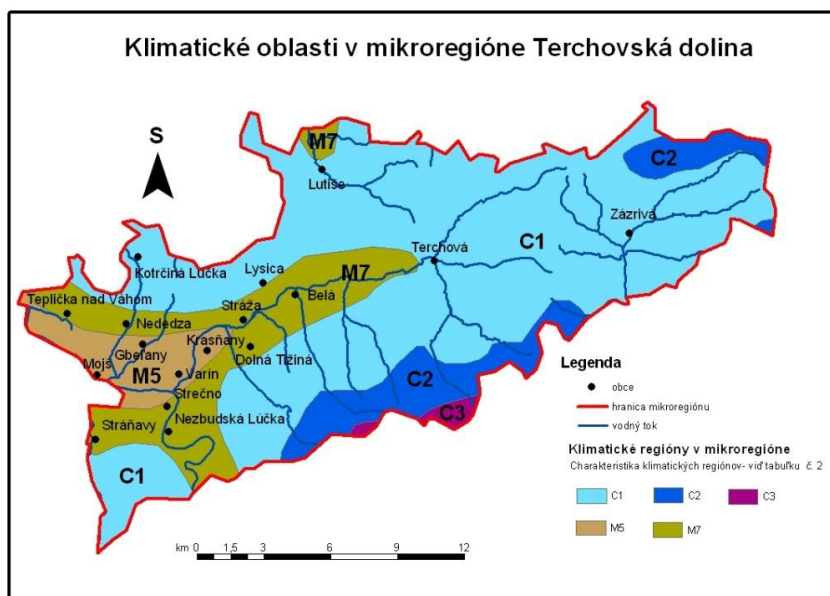 Klimatické oblasti v mikroregióne Terchovská dolina
S
M7
C2
Lutiše
Zázrivá
C1
Terchová
Kotrčiná Lúčka
Lysica
M7
Teplička nad Váhom
Stráža
Belá
Nededza
Krasňany
Gbeľany
Dolná Tižiná
Mojš
M5
Varín
C2
Strečno
Nezbudská Lúčka
C3
Stráňavy
C1
Legenda
obce
hranica mikroregiónu
vodný tok
Klimatické regióny v mikroregióne
Charakteristika klimatických regiónov- viď tabuľku č. 2
C1 C2 C3
M5 M7
km 0 1,5 3 6 9 12